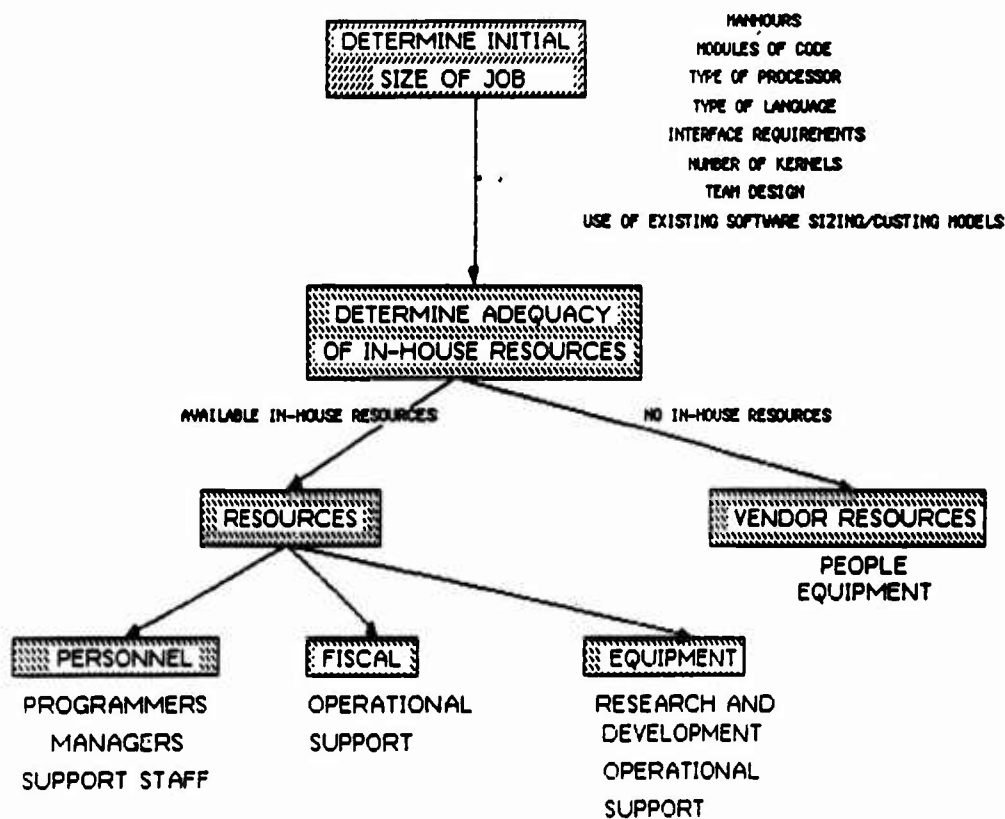 DETERMINE INITIAL
SIZE OF JOB
MANHOURS
MODULES OF CODE
TYPE OF PROCESSOR
TYPE OF LANGUAGE
INTERFACE REQUIREMENTS
NUMBER OF KERNELS
TEAM DESIGN
USE OF EXISTING SOFTWARE SIZING/CUSTING MODELS
DETERMINE ADEQUACY
OF IN-HOUSE RESOURCES
AVAILABLE IN-HOUSE RESOURCES
NO IN-HOUSE RESOURCES
RESOURCES
VENDOR RESOURCES
PEOPLE
EQUIPMENT
PERSONNEL
PROGRAMMERS
MANAGERS
SUPPORT STAFF
FISCAL
OPERATIONAL
SUPPORT
EQUIPMENT
RESEARCH AND
DEVELOPMENT
OPERATIONAL
SUPPORT